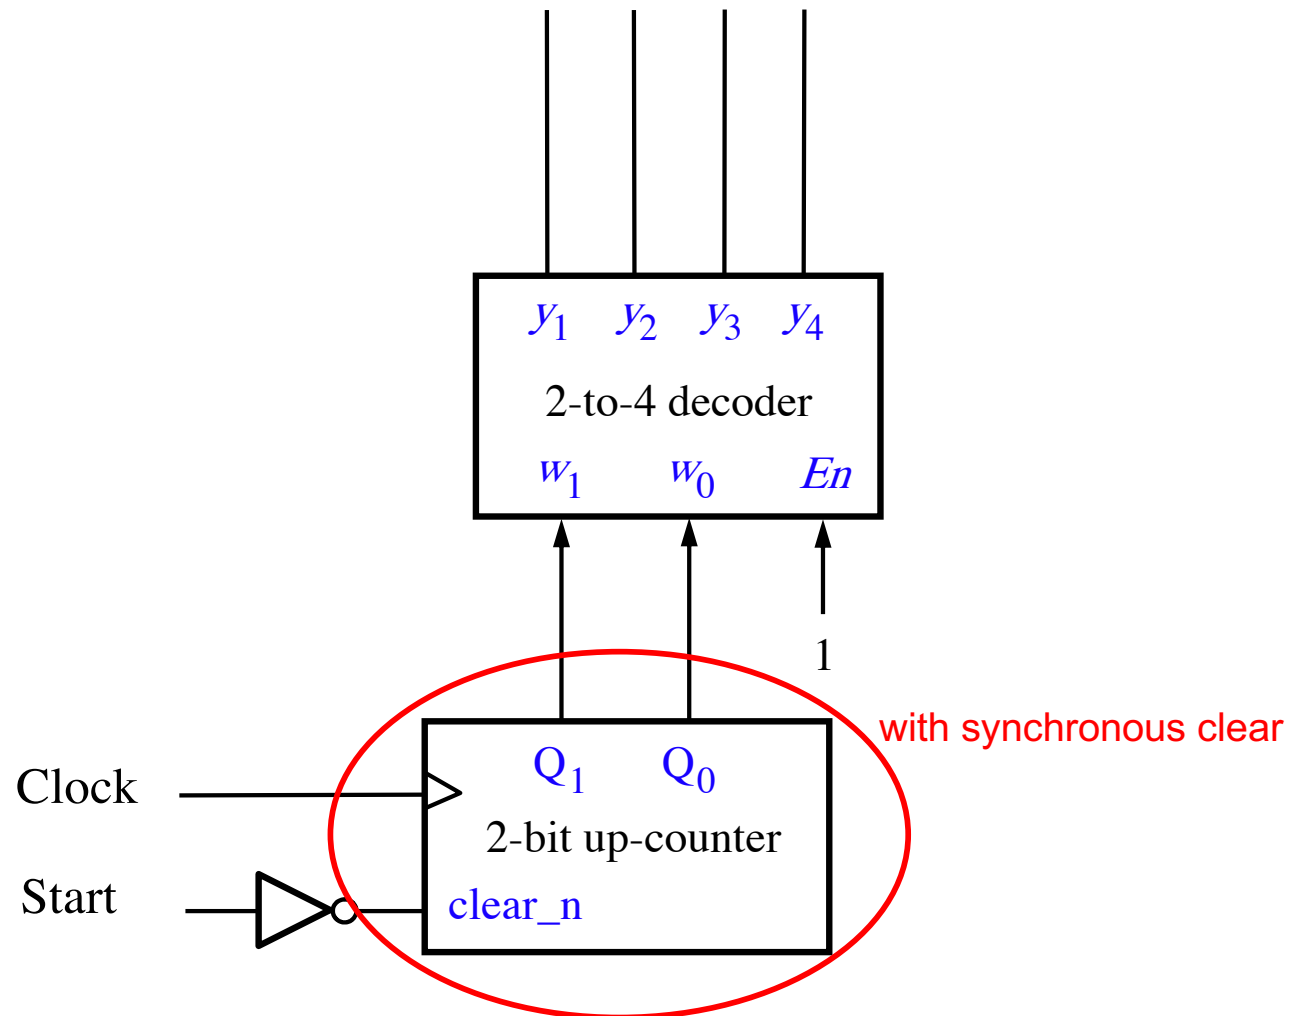 y1 y2 y3 y4
2-to-4 decoder
w1 w0 En
1
with synchronous clear
Q1 Q0
Clock
2-bit up-counter
Start
clear_n